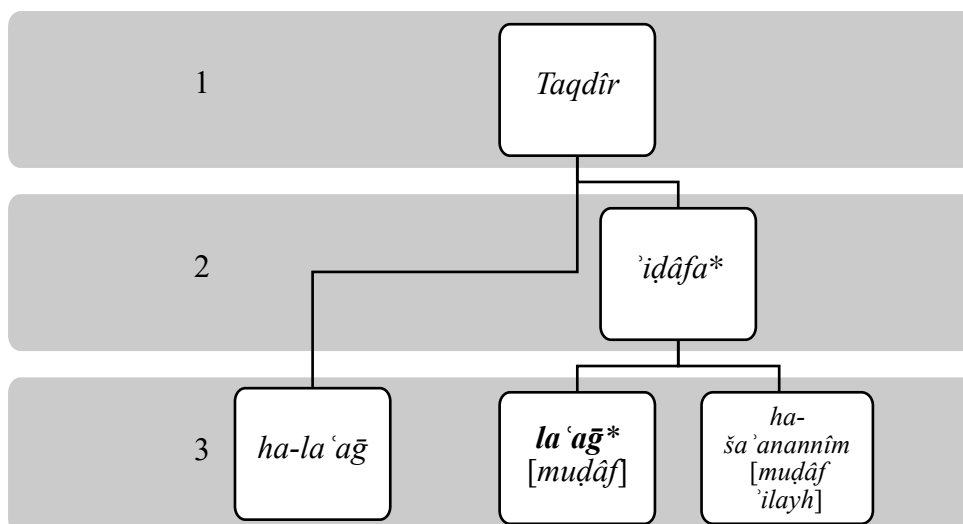 1
Taqdîr
2
ʾiḍâfa*
3
ha-laʿaḡ
laʿaḡ*
[muḍâf]
ha-
šaʾanannîm
[muḍâf
ʾilayh]